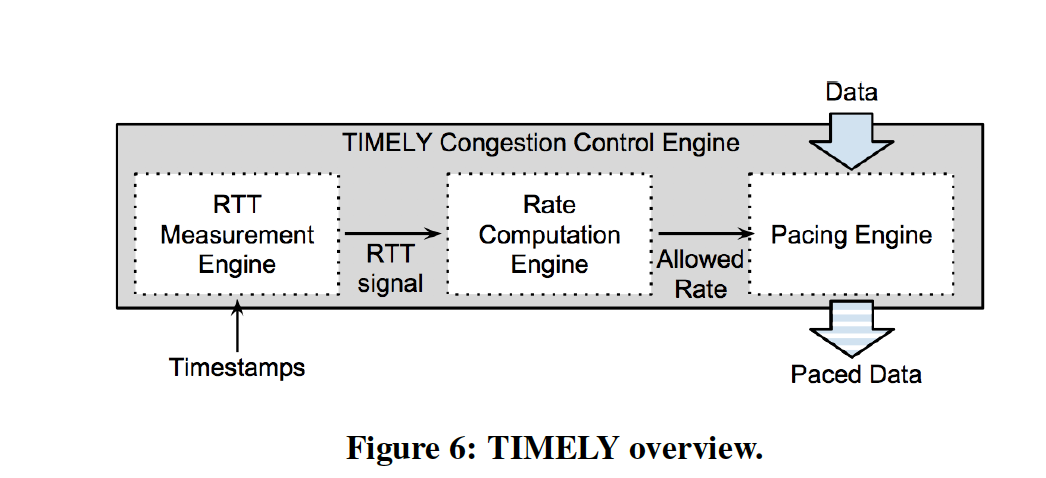 Data
TIMELY Congestion Control Engine
RTT
Measurement
Engine
RTT
signal
Rate
Computation
Engine
Allowed
Rate
Pacing Engine
Timestamps
Paced Data
Figure 6: TIMELY overview.